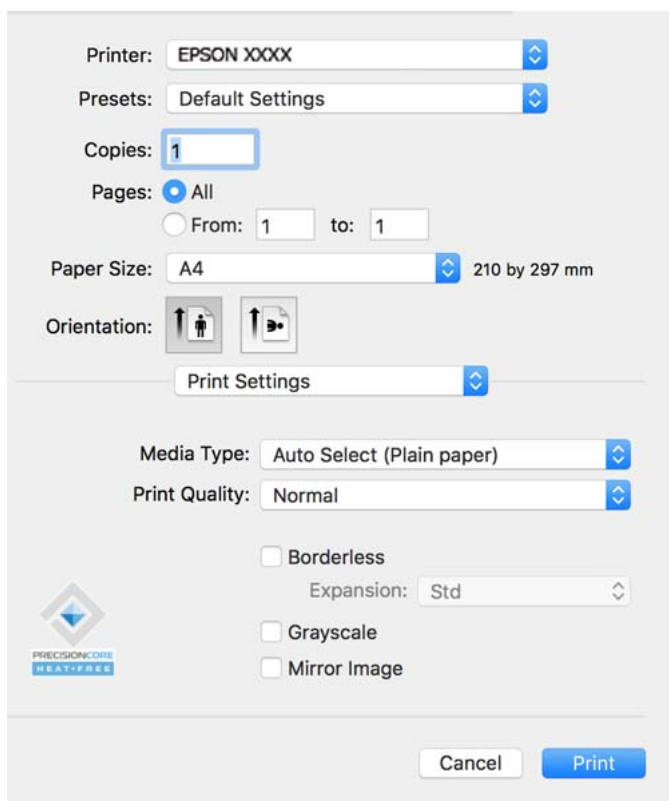 Printer: EPSON XXXX
Presets: Default Settings
Copies: 1
Pages: All
From: 1 to: 1
Paper Size: A4 210 by 297 mm
Orientation:
Print Settings
Media Type: Auto Select (Plain paper)
Print Quality: Normal
Borderless
Expansion: Std
Grayscale
PRECISIONCORE
HEAT-FREE
Mirror Image
Cancel Print